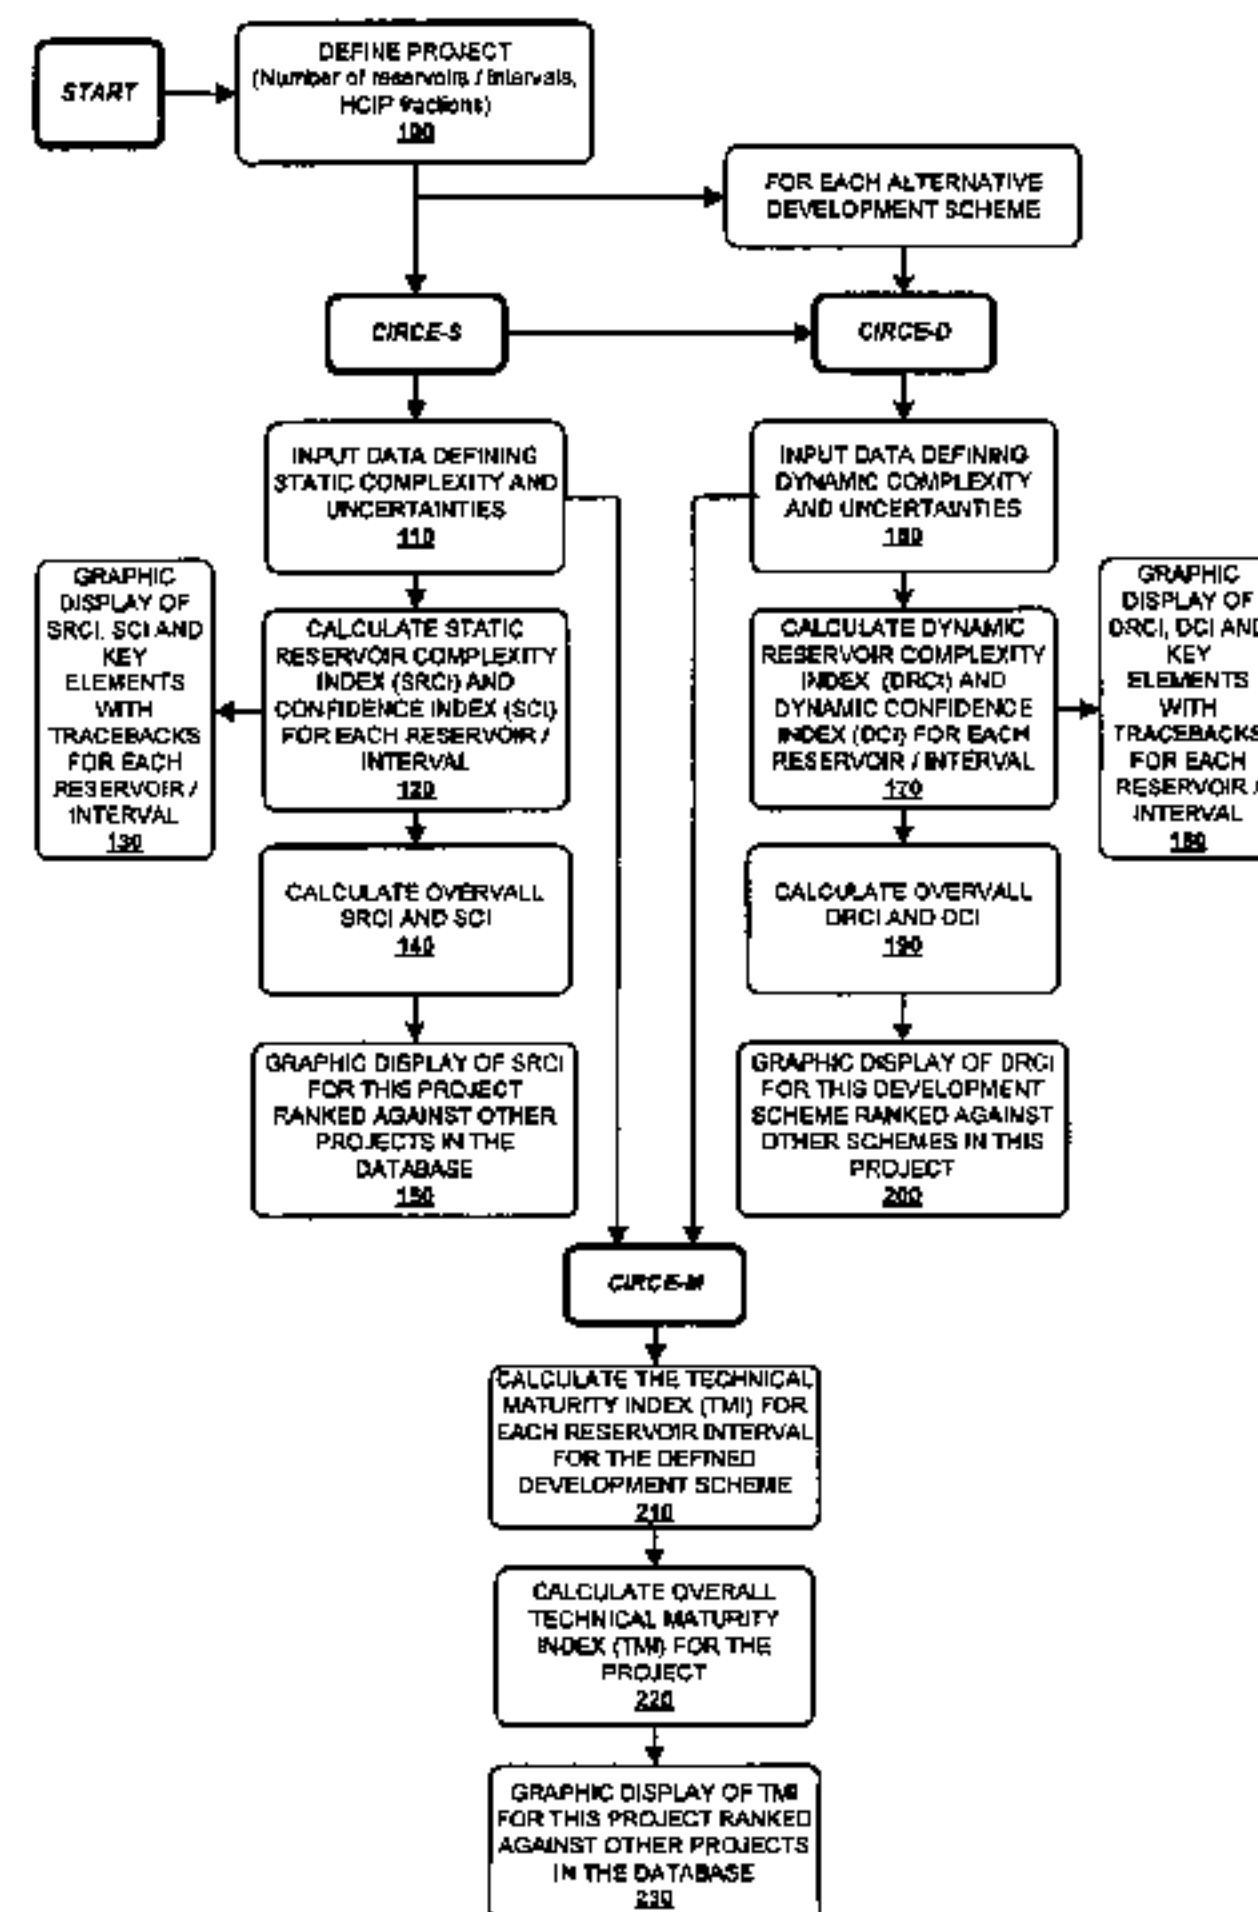 START
DEFINE PROJECT
(Number of reservoirs / Intervals,
HCIP fractions)
100
FOR EACH ALTERNATIVE
DEVELOPMENT SCHEME
CIRCE-S
CIRCE-D
INPUT DATA DEFINING
STATIC COMPLEXITY AND
UNCERTAINTIES
110
INPUT DATA DEFINING
DYNAMIC COMPLEXITY
AND UNCERTAINTIES
160
GRAPHIC
DISPLAY OF
SRCI, SCI AND
KEY
ELEMENTS
WITH
TRACEBACKS
FOR EACH
RESERVOIR /
INTERVAL
130
CALCULATE STATIC
RESERVOIR COMPLEXITY
INDEX (SRCI) AND
CONFIDENCE INDEX (SCI)
FOR EACH RESERVOIR /
INTERVAL
120
CALCULATE DYNAMIC
RESERVOIR COMPLEXITY
INDEX (DRCI) AND
DYNAMIC CONFIDENCE
INDEX (DCI) FOR EACH
RESERVOIR / INTERVAL
170
GRAPHIC
DISPLAY OF
DRCI, DCI AND
KEY
ELEMENTS
WITH
TRACEBACKS
FOR EACH
RESERVOIR /
INTERVAL
180
CALCULATE OVERVALL
SRCI AND SCI
140
CALCULATE OVERVALL
DRCI AND DCI
190
GRAPHIC DISPLAY OF SRCI
FOR THIS PROJECT
RANKED AGAINST OTHER
PROJECTS IN THE
DATABASE
150
GRAPHIC DISPLAY OF DRCI
FOR THIS DEVELOPMENT
SCHEME RANKED AGAINST
OTHER SCHEMES IN THIS
PROJECT
200
CIRCE-M
CALCULATE THE TECHNICAL
MATURITY INDEX (TMI) FOR
EACH RESERVOIR INTERVAL
FOR THE DEFINED
DEVELOPMENT SCHEME
210
CALCULATE OVERALL
TECHNICAL MATURITY
INDEX (TMI) FOR THE
PROJECT
220
GRAPHIC DISPLAY OF TMI
FOR THIS PROJECT RANKED
AGAINST OTHER PROJECTS
IN THE DATABASE
230